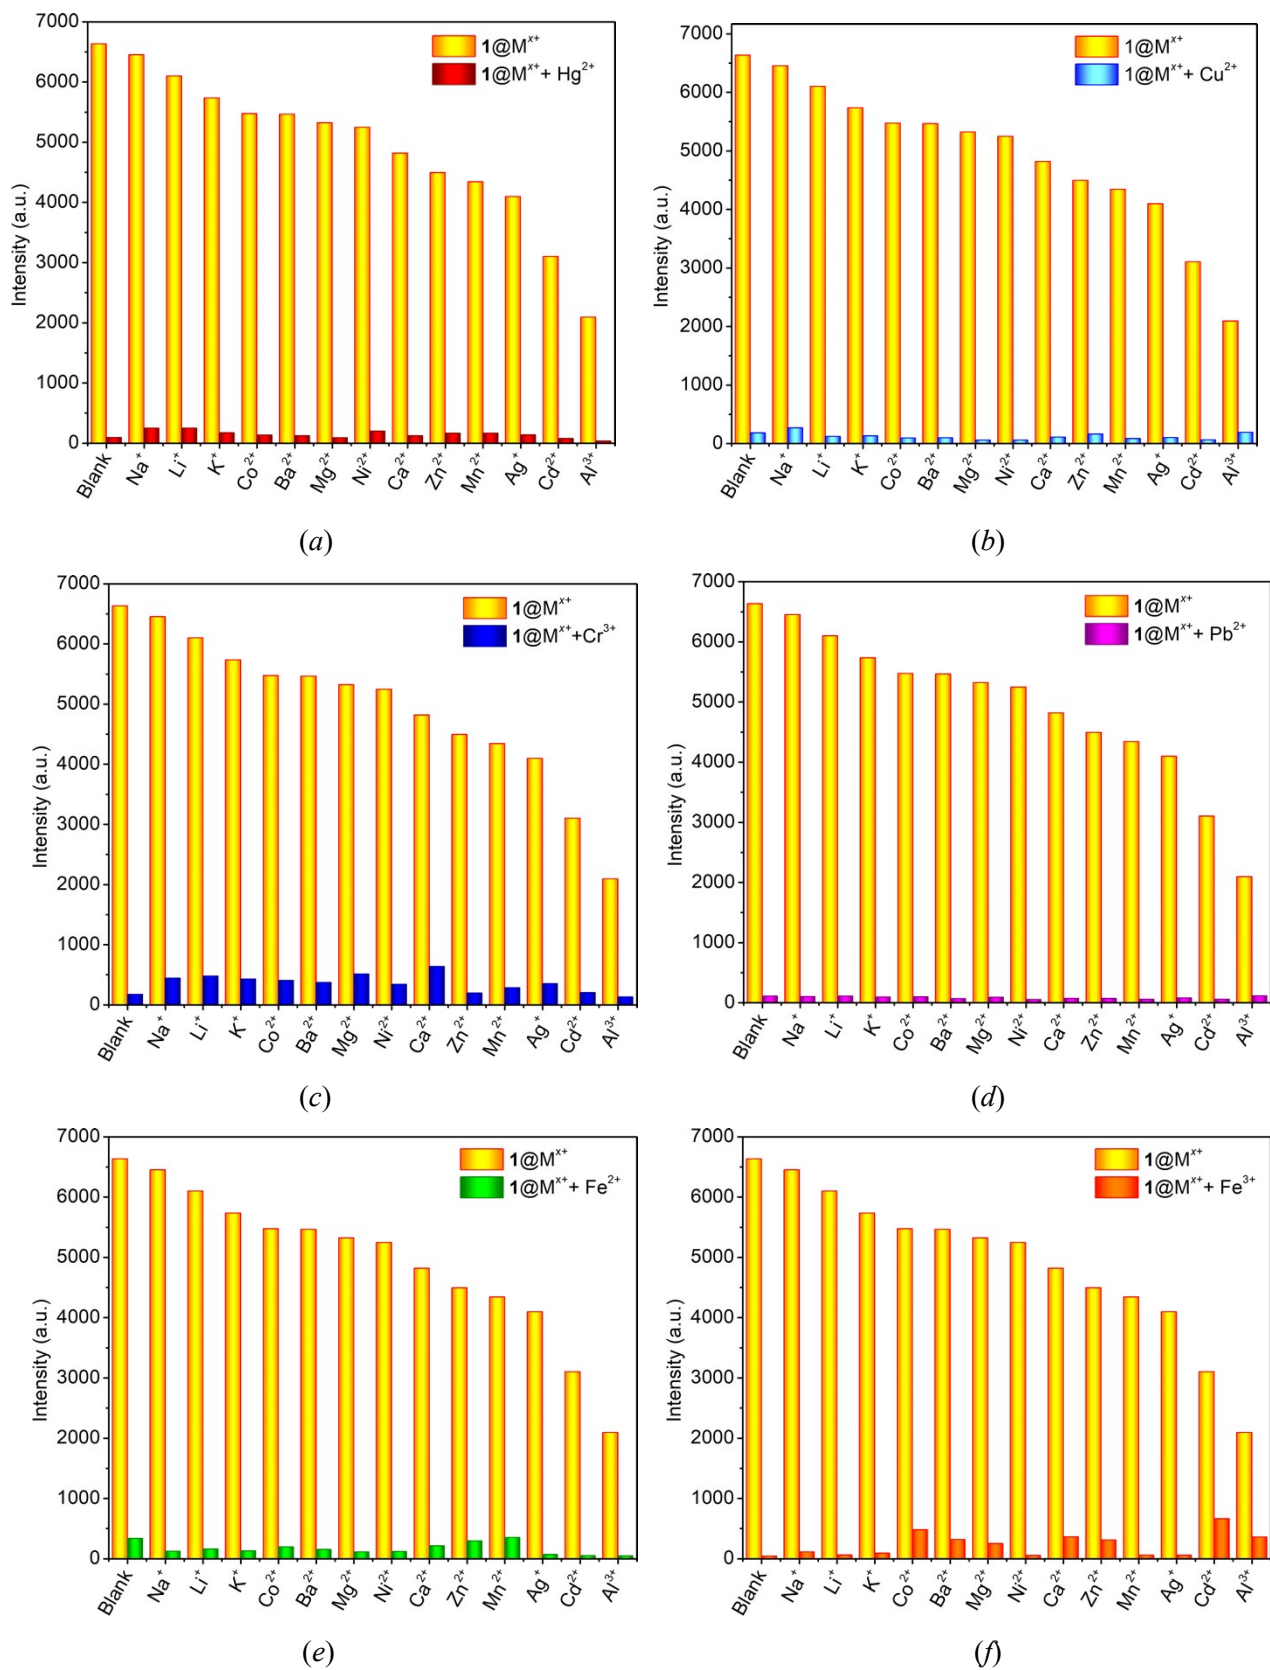 7000
6000
5000
4000
3000
2000
1000
0
Intensity (a.u.)
1@Mˣ⁺
1@Mˣ⁺+ Hg²⁺
Blank Na⁺ Li⁺ K⁺ Co²⁺ Ba²⁺ Mg²⁺ Ni²⁺ Ca²⁺ Zn²⁺ Mn²⁺ Ag⁺ Cd²⁺ Al³⁺
(a)
7000
6000
5000
4000
3000
2000
1000
0
Intensity (a.u.)
1@Mˣ⁺
1@Mˣ⁺+ Cu²⁺
Blank Na⁺ Li⁺ K⁺ Co²⁺ Ba²⁺ Mg²⁺ Ni²⁺ Ca²⁺ Zn²⁺ Mn²⁺ Ag⁺ Cd²⁺ Al³⁺
(b)
7000
6000
5000
4000
3000
2000
1000
0
Intensity (a.u.)
1@Mˣ⁺
1@Mˣ⁺+Cr³⁺
Blank Na⁺ Li⁺ K⁺ Co²⁺ Ba²⁺ Mg²⁺ Ni²⁺ Ca²⁺ Zn²⁺ Mn²⁺ Ag⁺ Cd²⁺ Al³⁺
(c)
7000
6000
5000
4000
3000
2000
1000
0
Intensity (a.u.)
1@Mˣ⁺
1@Mˣ⁺+ Pb²⁺
Blank Na⁺ Li⁺ K⁺ Co²⁺ Ba²⁺ Mg²⁺ Ni²⁺ Ca²⁺ Zn²⁺ Mn²⁺ Ag⁺ Cd²⁺ Al³⁺
(d)
7000
6000
5000
4000
3000
2000
1000
0
Intensity (a.u.)
1@Mˣ⁺
1@Mˣ⁺+ Fe²⁺
Blank Na⁺ Li⁺ K⁺ Co²⁺ Ba²⁺ Mg²⁺ Ni²⁺ Ca²⁺ Zn²⁺ Mn²⁺ Ag⁺ Cd²⁺ Al³⁺
(e)
7000
6000
5000
4000
3000
2000
1000
0
Intensity (a.u.)
1@Mˣ⁺
1@Mˣ⁺+ Fe³⁺
Blank Na⁺ Li⁺ K⁺ Co²⁺ Ba²⁺ Mg²⁺ Ni²⁺ Ca²⁺ Zn²⁺ Mn²⁺ Ag⁺ Cd²⁺ Al³⁺
(f)